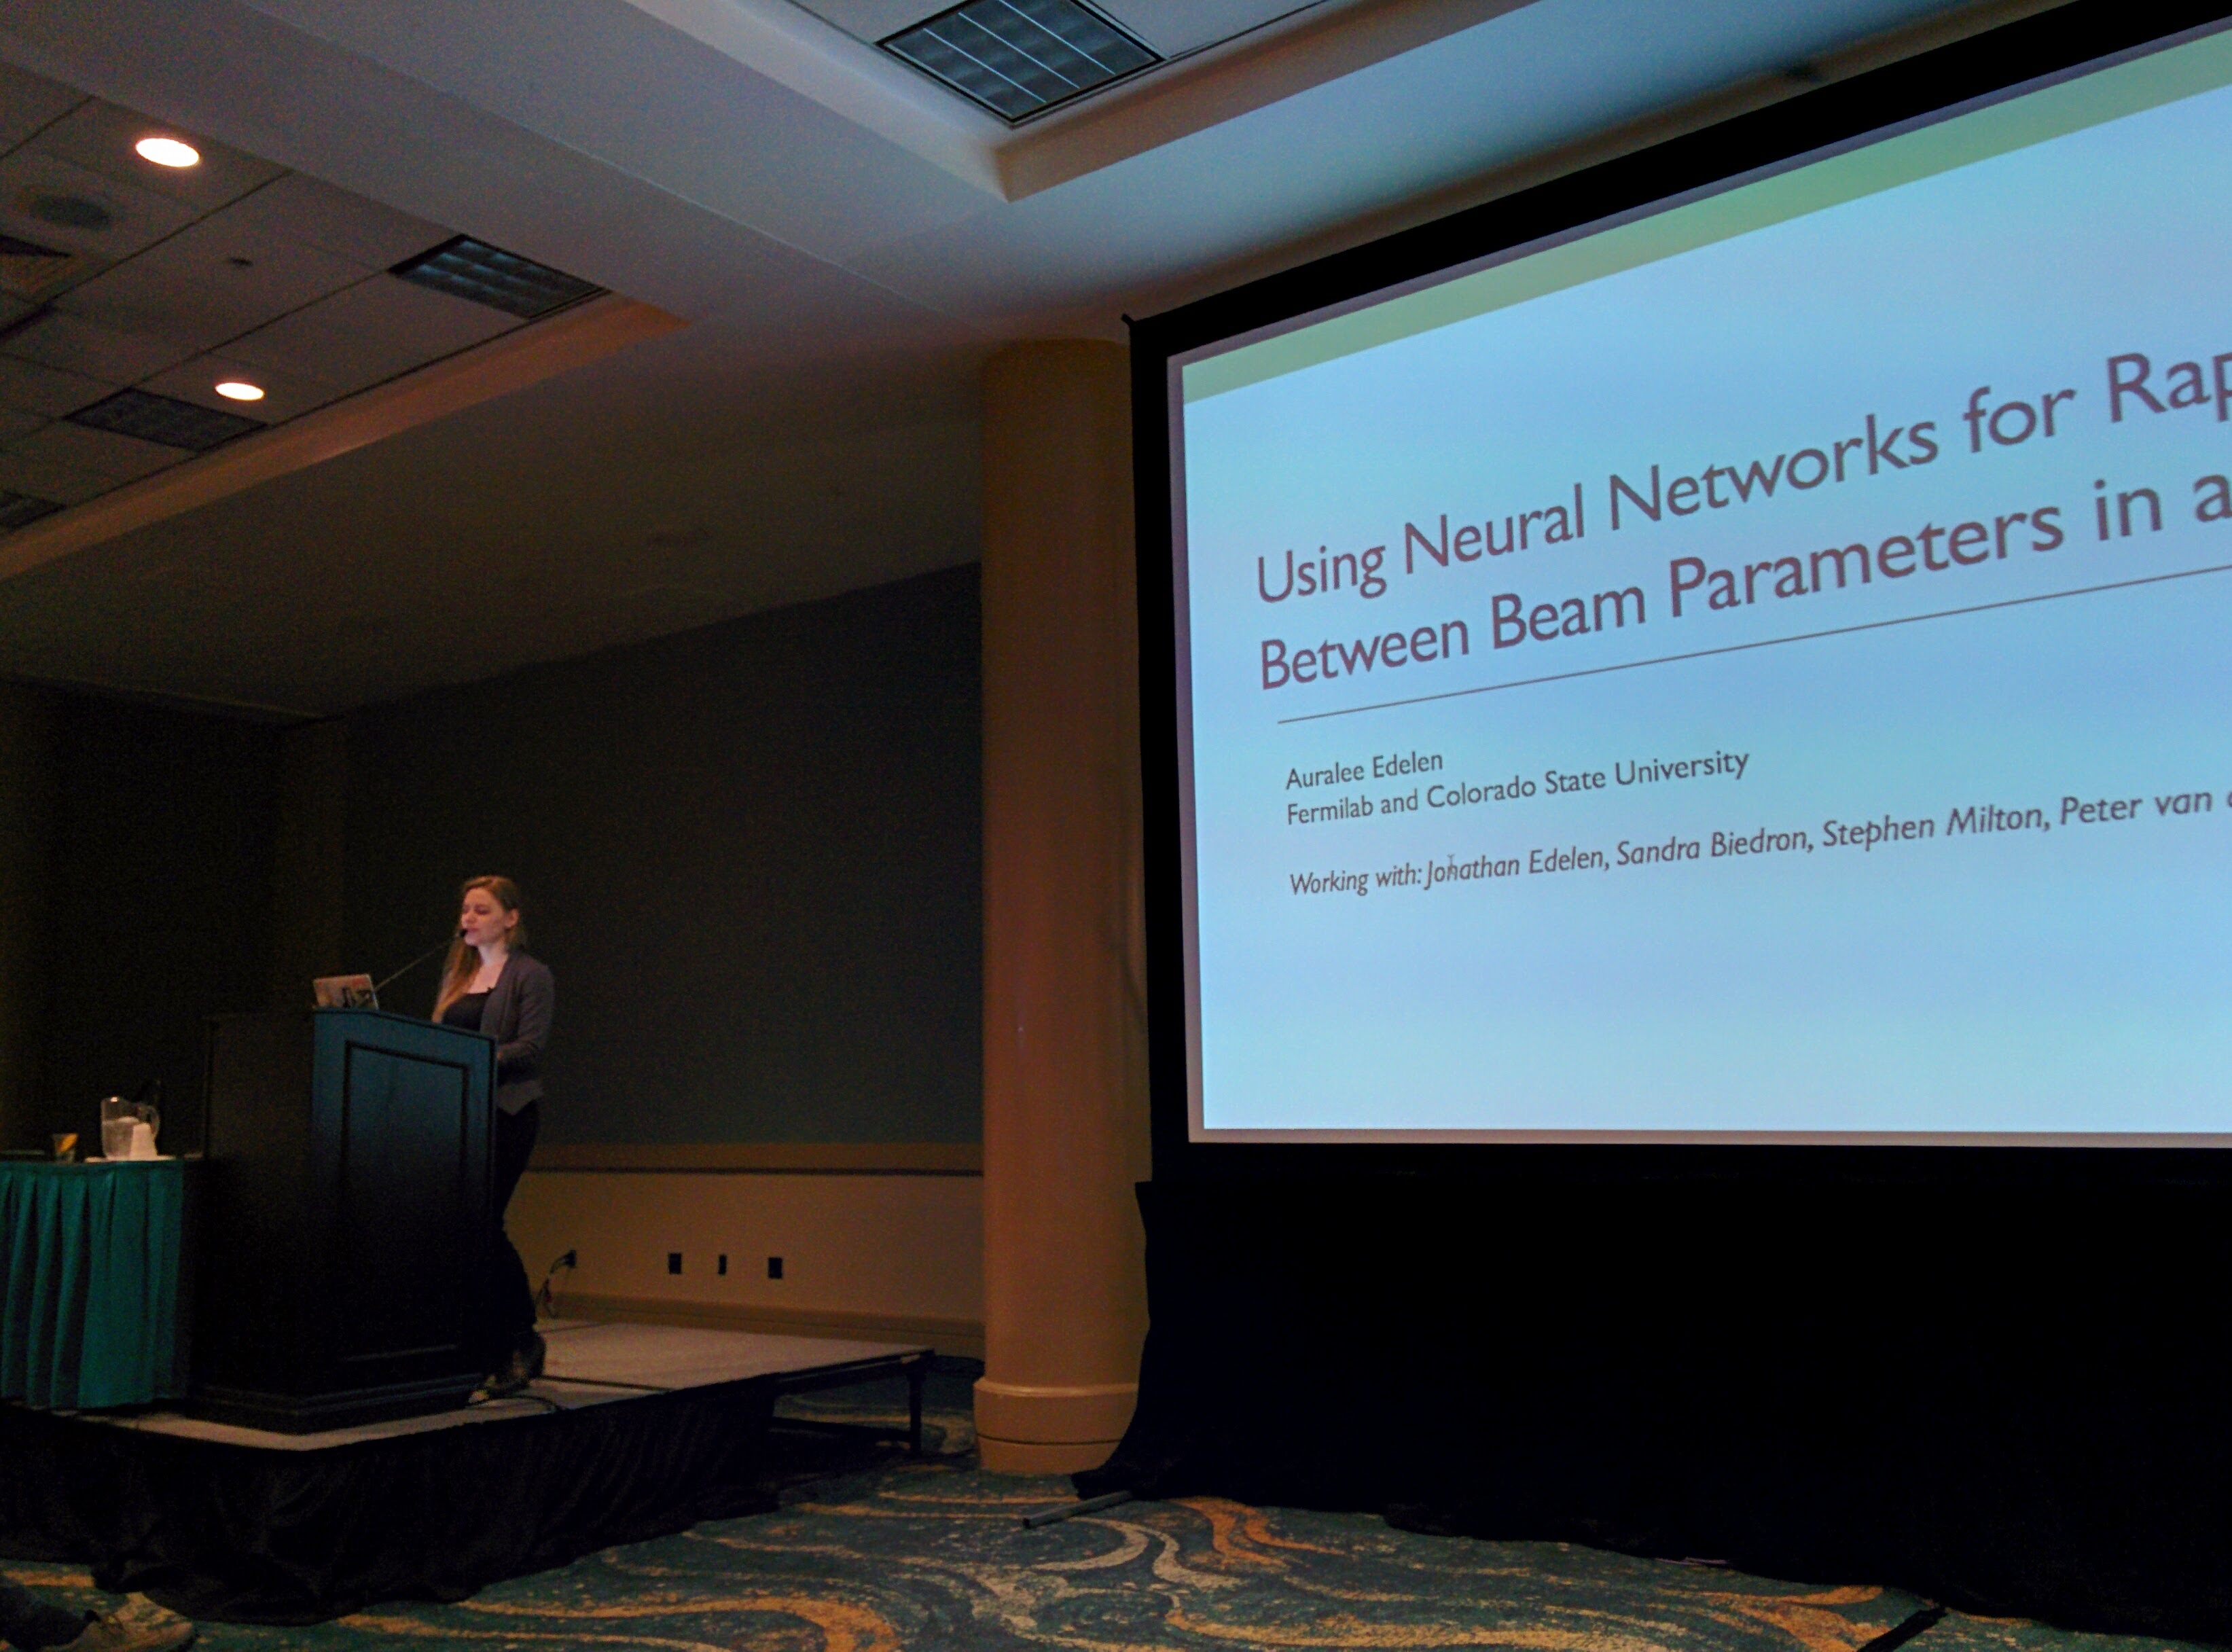 Using Neural Networks for Rap
Between Beam Parameters in a
Auralee Edelen
Fermilab and Colorado State University
Working with: Jonathan Edelen, Sandra Biedron, Stephen Milton, Peter van